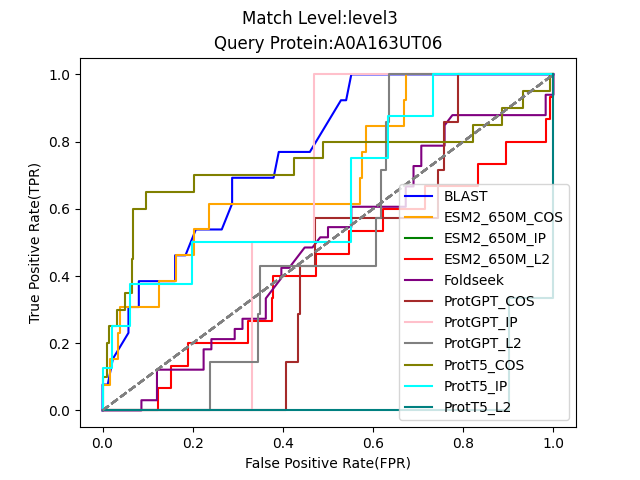 Match Level:level3
Query Protein:A0A163UT06
True Positive Rate(TPR)
1.0
0.8
0.6
0.4
0.2
0.0
BLAST
ESM2_650M_COS
ESM2_650M_IP
ESM2_650M_L2
Foldseek
ProtGPT_COS
ProtGPT_IP
ProtGPT_L2
ProtT5_COS
ProtT5_IP
ProtT5_L2
0.0 0.2 0.4 0.6 0.8 1.0
False Positive Rate(FPR)